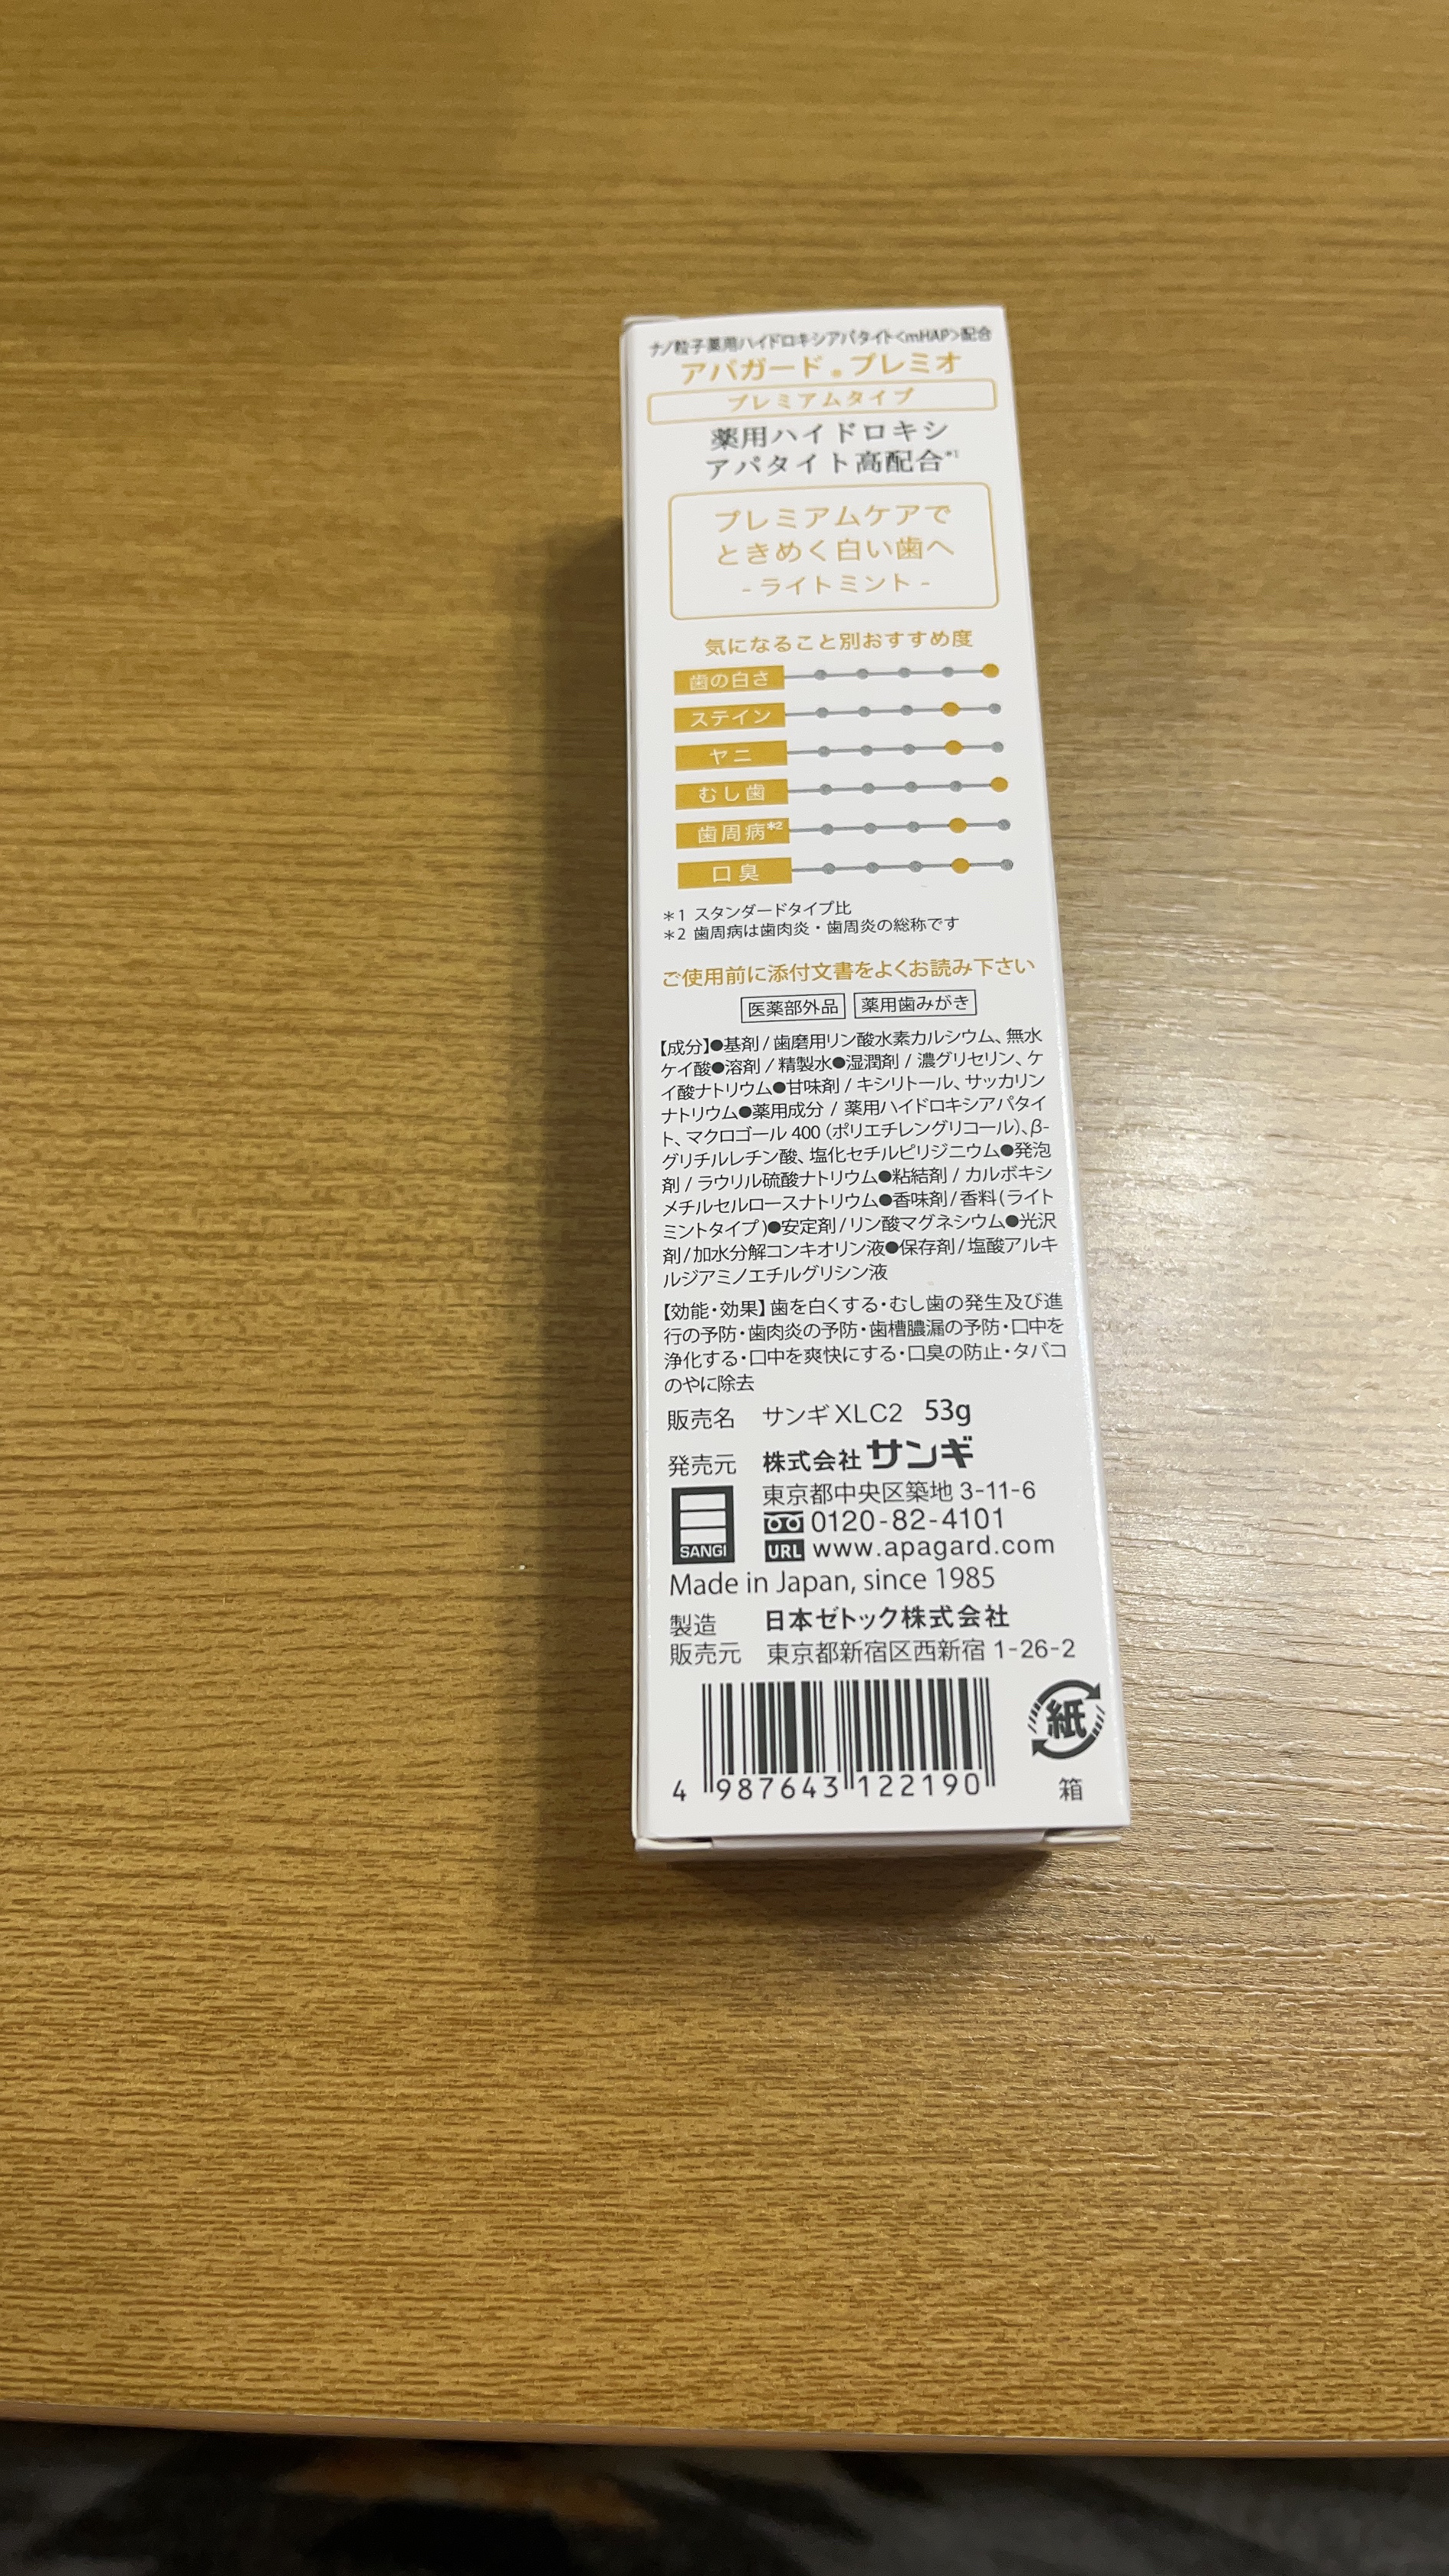 ナノ粒子薬用ハイドロキシアパタイト<mHAP>配合
アパガード®プレミオ
プレミアムタイプ
薬用ハイドロキシ
アパタイト高配合*1
プレミアムケアで
ときめく白い歯へ
- ライトミント -
気になること別おすすめ度
歯の白さ
ステイン
ヤニ
むし歯
歯周病*2
口臭
*1 スタンダードタイプ比
*2 歯周病は歯肉炎・歯周炎の総称です
ご使用前に添付文書をよくお読み下さい
医薬部外品 薬用歯みがき
【成分】●基剤/歯磨用リン酸水素カルシウム、無水
ケイ酸●溶剤/精製水●湿潤剤/濃グリセリン、ケ
イ酸ナトリウム●甘味剤/キシリトール、サッカリン
ナトリウム●薬用成分/薬用ハイドロキシアパタイ
ト、マクロゴール400(ポリエチレングリコール)、β-
グリチルレチン酸、塩化セチルピリジニウム●発泡
剤/ラウリル硫酸ナトリウム●粘結剤/カルボキシ
メチルセルロースナトリウム●香味剤/香料(ライト
ミントタイプ)●安定剤/リン酸マグネシウム●光沢
剤/加水分解コンキオリン液●保存剤/塩酸アルキ
ルジアミノエチルグリシン液
【効能・効果】歯を白くする・むし歯の発生及び進
行の予防・歯肉炎の予防・歯槽膿漏の予防・口中を
浄化する・口中を爽快にする・口臭の防止・タバコ
のやに除去
販売名 サンギXLC2 53g
発売元 株式会社サンギ
東京都中央区築地 3-11-6
0120-82-4101
SANGI
URL www.apagard.com
Made in Japan, since 1985
製造 日本ゼトック株式会社
販売元 東京都新宿区西新宿 1-26-2
4 987643 122190
紙
箱